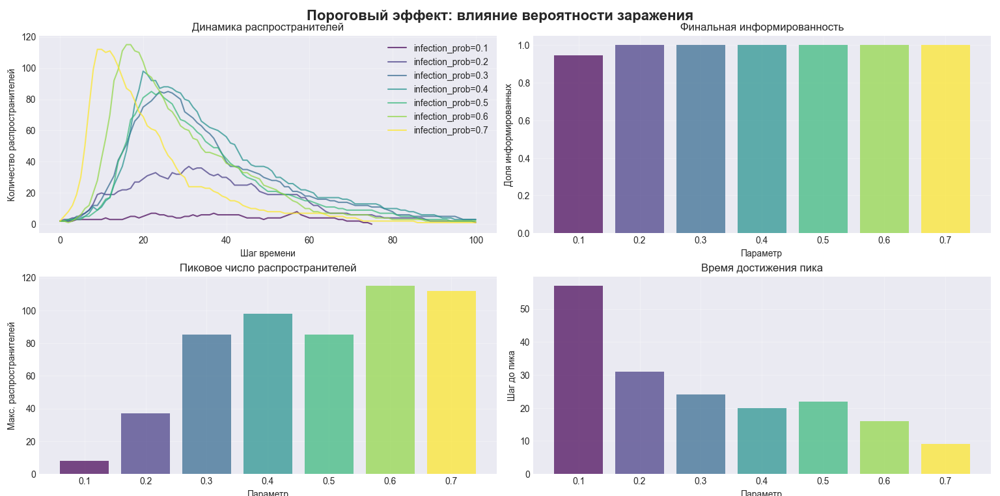 Пороговый эффект: влияние вероятности заражения
Динамика распространителей
Количество распространителей
120
100
80
60
40
20
0
infection_prob=0.1
infection_prob=0.2
infection_prob=0.3
infection_prob=0.4
infection_prob=0.5
infection_prob=0.6
infection_prob=0.7
0 20 40 60 80 100
Шаг времени
Финальная информированность
Доля информированных
1.0
0.8
0.6
0.4
0.2
0.0
0.1 0.2 0.3 0.4 0.5 0.6 0.7
Параметр
Пиковое число распространителей
Макс. распространителей
120
100
80
60
40
20
0
0.1 0.2 0.3 0.4 0.5 0.6 0.7
Параметр
Время достижения пика
Шаг до пика
50
40
30
20
10
0
0.1 0.2 0.3 0.4 0.5 0.6 0.7
Параметр